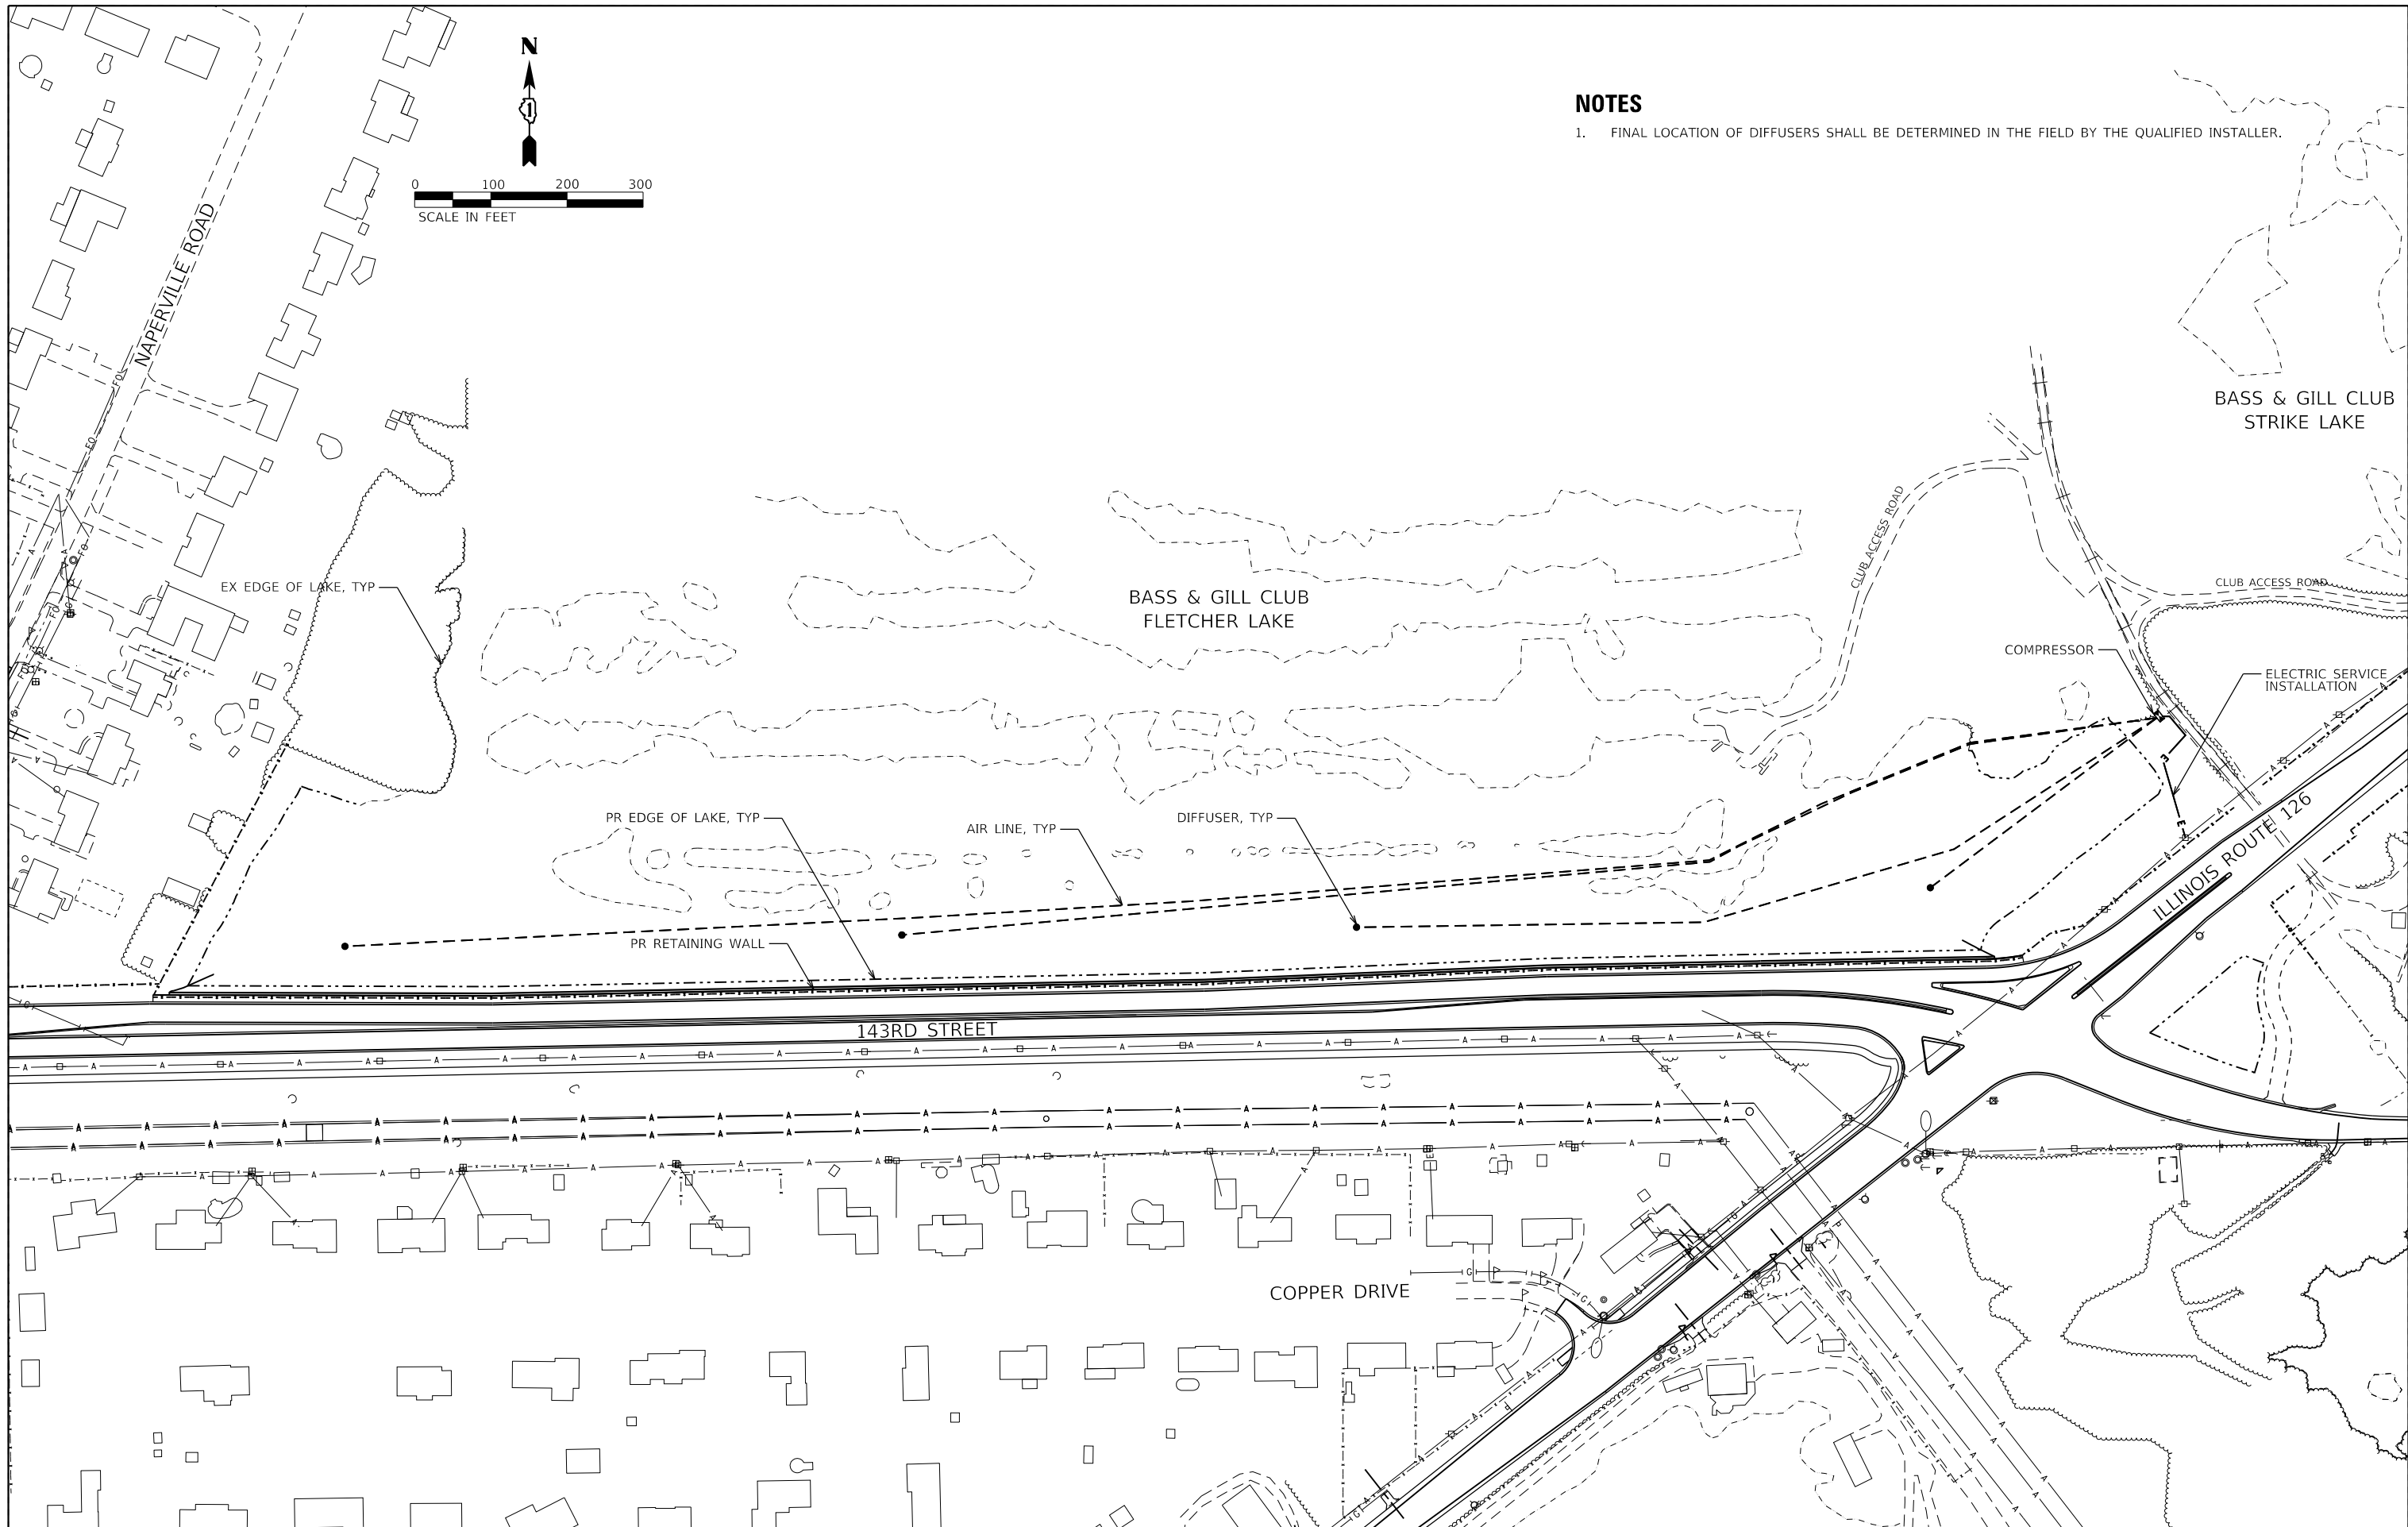 N
1
0 100 200 300
SCALE IN FEET
NOTES
1. FINAL LOCATION OF DIFFUSERS SHALL BE DETERMINED IN THE FIELD BY THE QUALIFIED INSTALLER.
NAPERVILLE ROAD
BASS & GILL CLUB
STRIKE LAKE
CLUB ACCESS ROAD
CLUB ACCESS ROAD
EX EDGE OF LAKE, TYP
BASS & GILL CLUB
FLETCHER LAKE
COMPRESSOR
ELECTRIC SERVICE
INSTALLATION
PR EDGE OF LAKE, TYP
AIR LINE, TYP
DIFFUSER, TYP
ILLINOIS ROUTE 126
PR RETAINING WALL
143RD STREET
COPPER DRIVE